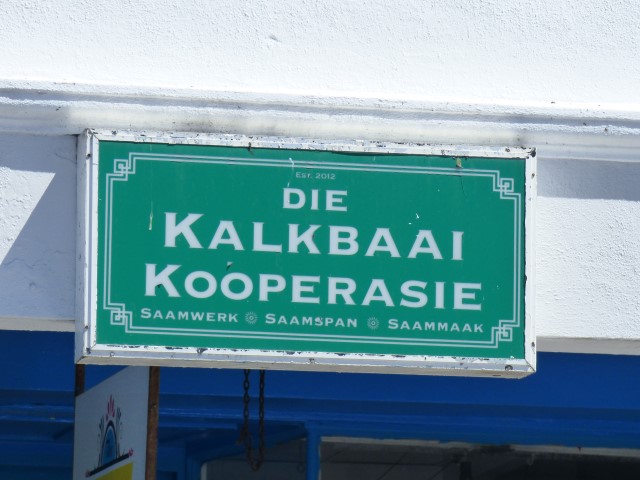 EST. 2012
DIE
KALKBAAI
KOOPERASIE
SAAMWERK SAAMSPAN SAAMMAAK